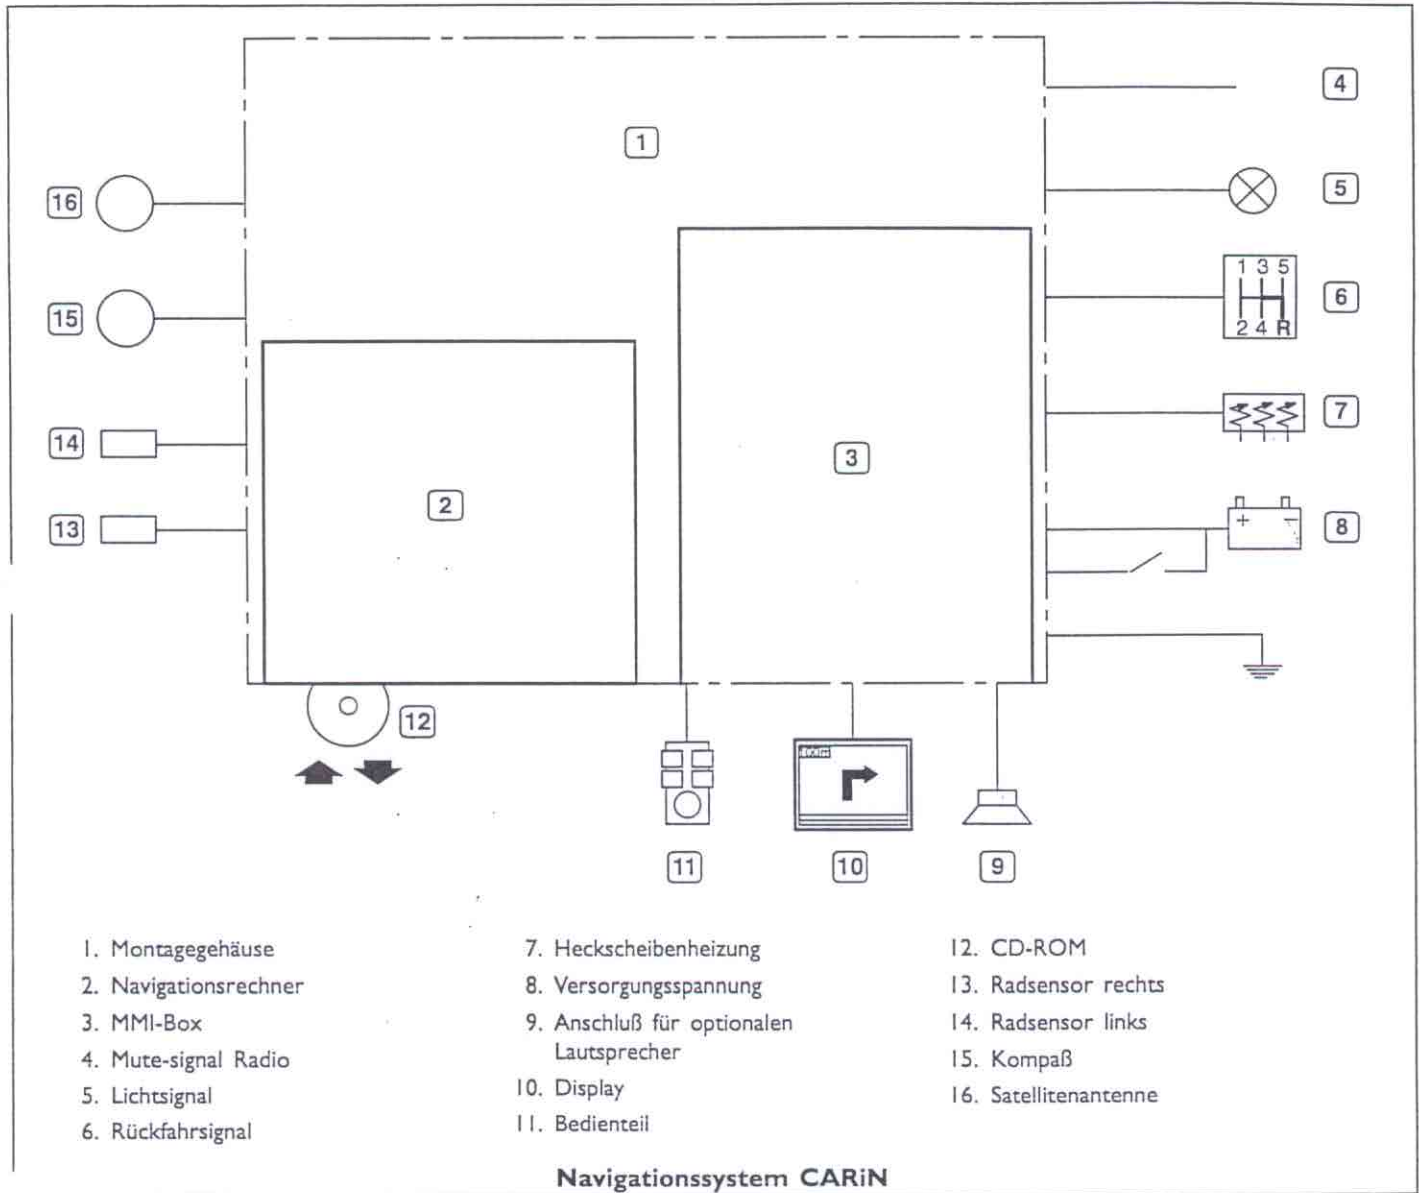 4
1
16
5
1 3 5
6
2 4 R
15
7
14
3
2
+ −
8
13
12
100m
11
10
9
1. Montagegehäuse
2. Navigationsrechner
3. MMI-Box
4. Mute-signal Radio
5. Lichtsignal
6. Rückfahrsignal
7. Heckscheibenheizung
8. Versorgungsspannung
9. Anschluß für optionalen
Lautsprecher
10. Display
11. Bedienteil
12. CD-ROM
13. Radsensor rechts
14. Radsensor links
15. Kompaß
16. Satellitenantenne
Navigationssystem CARiN